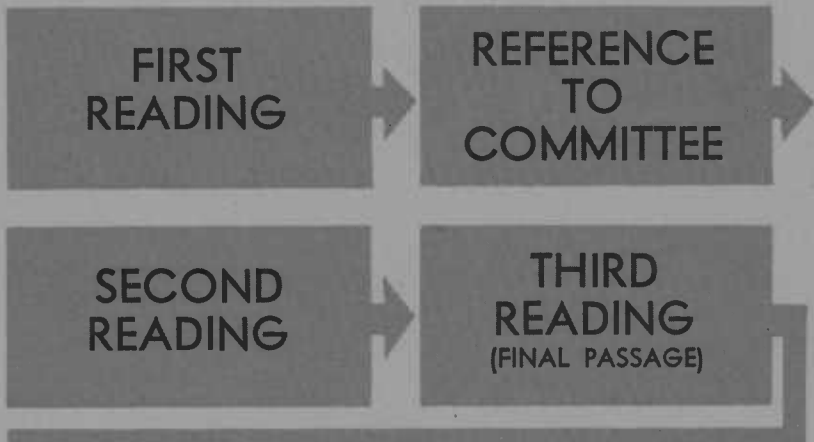 FIRST
READING
REFERENCE
TO
COMMITTEE
SECOND
READING
THIRD
READING
(FINAL PASSAGE)